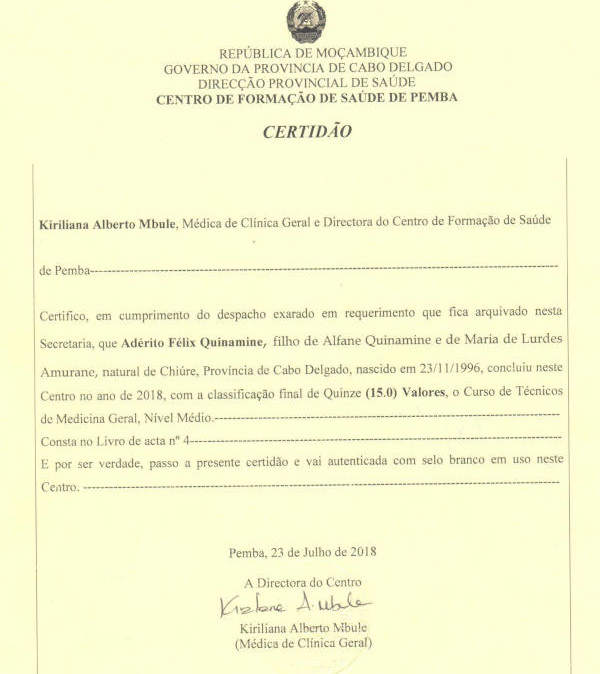 REPÚBLICA DE MOÇAMBIQUE
GOVERNO DA PROVINCIA DE CABO DELGADO
DIRECÇÃO PROVINCIAL DE SAÚDE
CENTRO DE FORMAÇÃO DE SAÚDE DE PEMBA
CERTIDÃO
Kiriliana Alberto Mbule, Médica de Clínica Geral e Directora do Centro de Formação de Saúde
de Pemba--------------------------------------------------------------------------------
Certifico, em cumprimento do despacho exarado em requerimento que fica arquivado nesta
Secretaria, que Adérito Félix Quinamine, filho de Alfane Quinamine e de Maria de Lurdes
Amurane, natural de Chiúre, Província de Cabo Delgado, nascido em 23/11/1996, concluiu neste
Centro no ano de 2018, com a classificação final de Quinze (15.0) Valores, o Curso de Técnicos
de Medicina Geral, Nível Médio.------------------------------------------------------------
Consta no Livro de acta nº 4----------------------------------------------------------------
E por ser verdade, passo a presente certidão e vai autenticada com selo branco em uso neste
Centro. --------------------------------------------------------------------------------
Pemba, 23 de Julho de 2018
A Directora do Centro
A. Mbule
Kiriliana Alberto Mbule
(Médica de Clínica Geral)